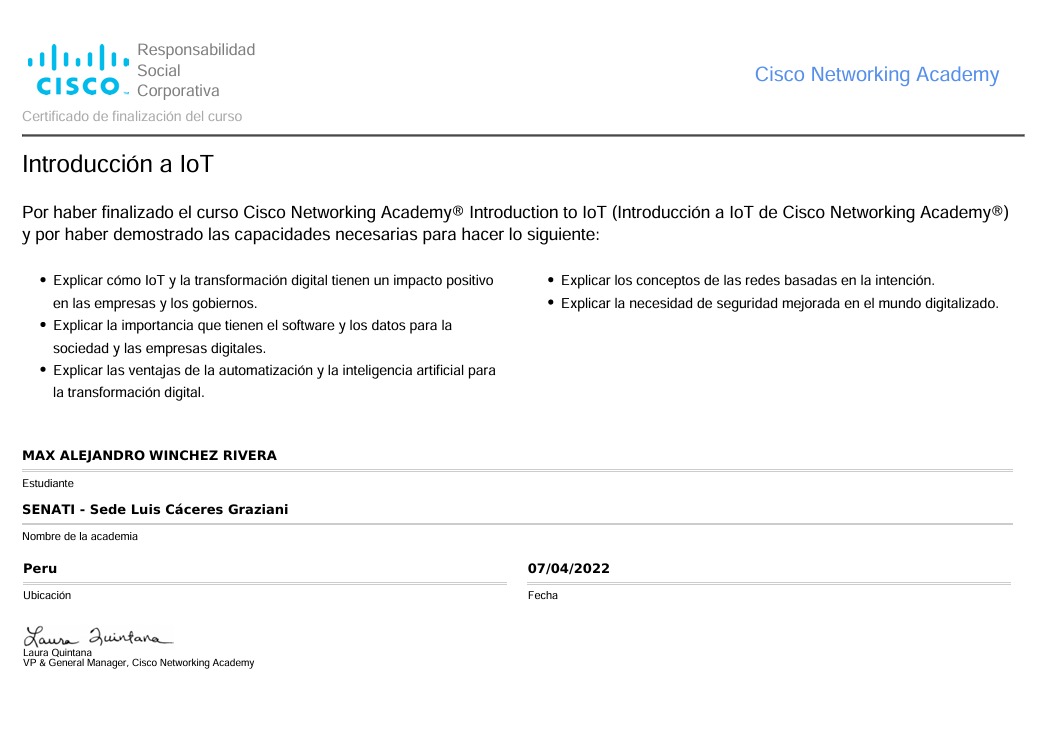 CISCO
Responsabilidad
Social
Corporativa
Cisco Networking Academy
Certificado de finalización del curso
Introducción a IoT
Por haber finalizado el curso Cisco Networking Academy® Introduction to IoT (Introducción a IoT de Cisco Networking Academy®)
y por haber demostrado las capacidades necesarias para hacer lo siguiente:
• Explicar cómo IoT y la transformación digital tienen un impacto positivo
en las empresas y los gobiernos.
• Explicar la importancia que tienen el software y los datos para la
sociedad y las empresas digitales.
• Explicar las ventajas de la automatización y la inteligencia artificial para
la transformación digital.
• Explicar los conceptos de las redes basadas en la intención.
• Explicar la necesidad de seguridad mejorada en el mundo digitalizado.
MAX ALEJANDRO WINCHEZ RIVERA
Estudiante
SENATI - Sede Luis Cáceres Graziani
Nombre de la academia
Peru
Ubicación
07/04/2022
Fecha
Laura Quintana
Laura Quintana
VP & General Manager, Cisco Networking Academy